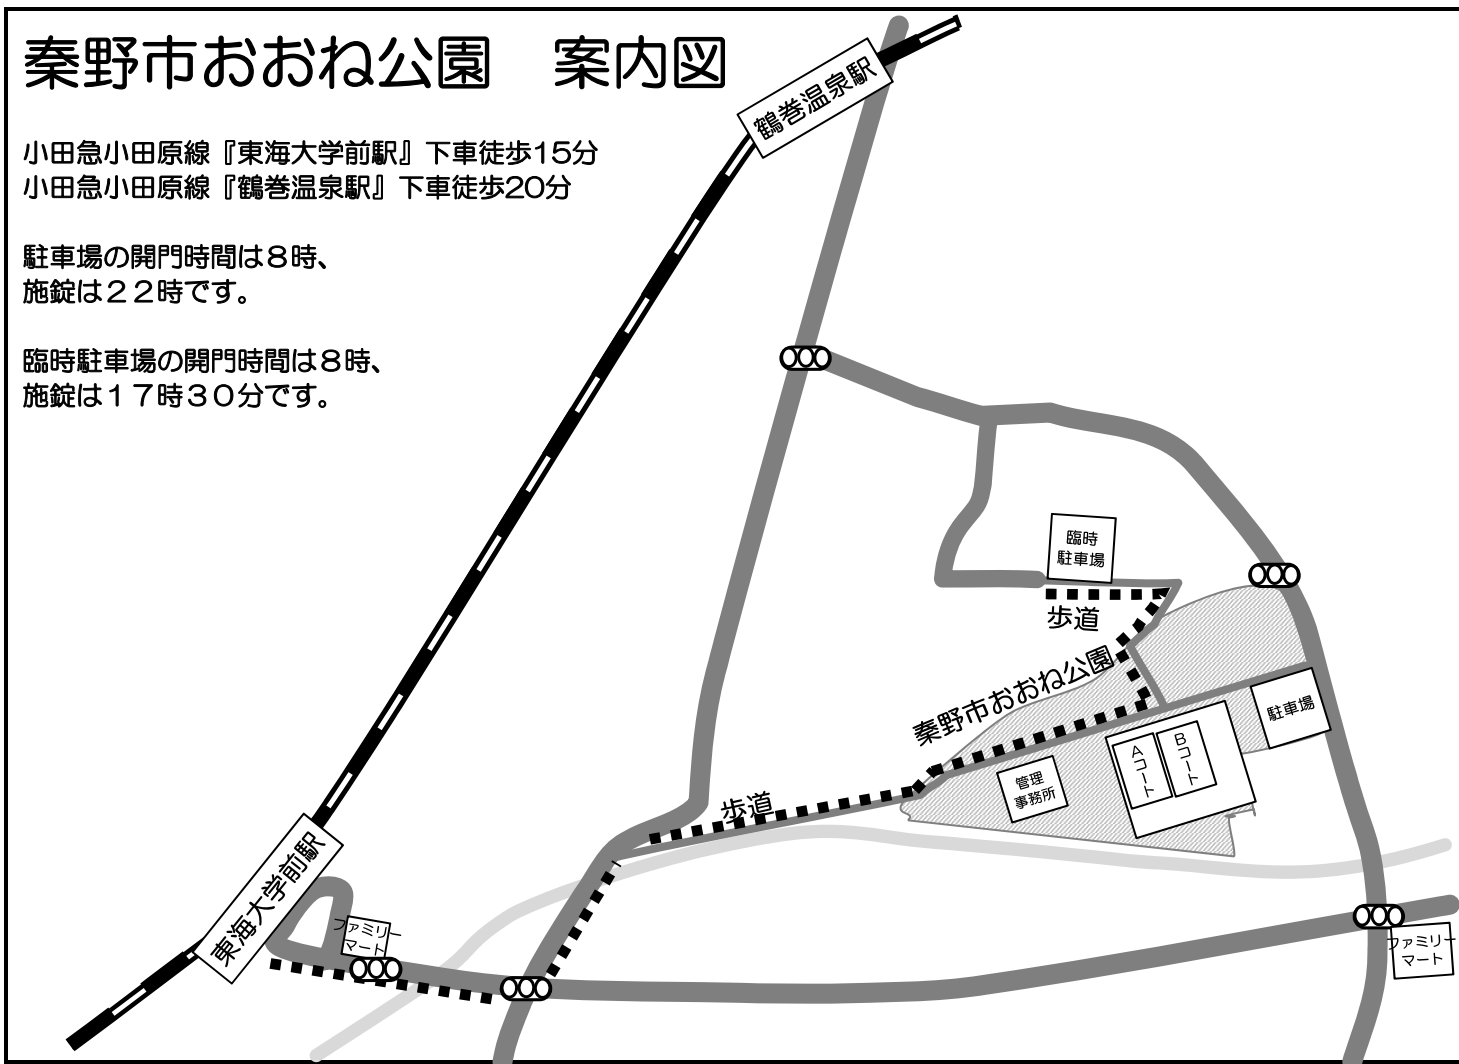 秦野市おおね公園　案内図
小田急小田原線『東海大学前駅』下車徒歩15分
小田急小田原線『鶴巻温泉駅』下車徒歩20分
駐車場の開門時間は８時、
施錠は２２時です。
臨時駐車場の開門時間は８時、
施錠は１７時３０分です。
鶴巻温泉駅
臨時
駐車場
歩道
秦野市おおね公園
駐車場
Aコート
Bコート
管理
事務所
歩道
東海大学前駅
ファミリー
マート
ファミリー
マート